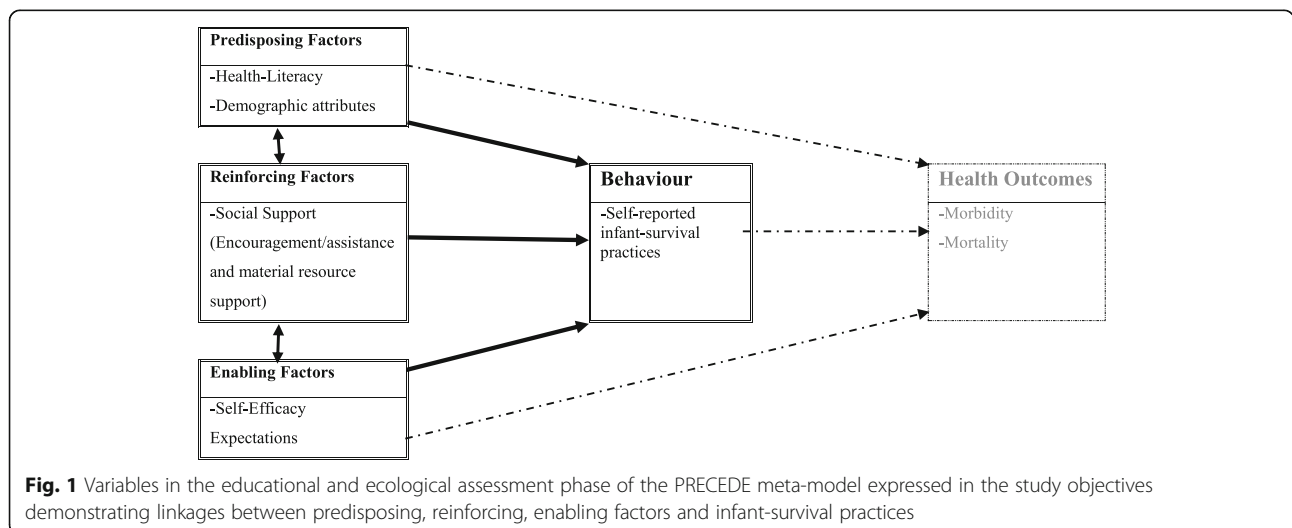 Predisposing Factors
-Health-Literacy
-Demographic attributes
Reinforcing Factors
-Social Support
(Encouragement/assistance
and material resource
support)
Enabling Factors
-Self-Efficacy
Expectations
Behaviour
-Self-reported
infant-survival
practices
Health Outcomes
-Morbidity
-Mortality
Fig. 1 Variables in the educational and ecological assessment phase of the PRECEDE meta-model expressed in the study objectives
demonstrating linkages between predisposing, reinforcing, enabling factors and infant-survival practices